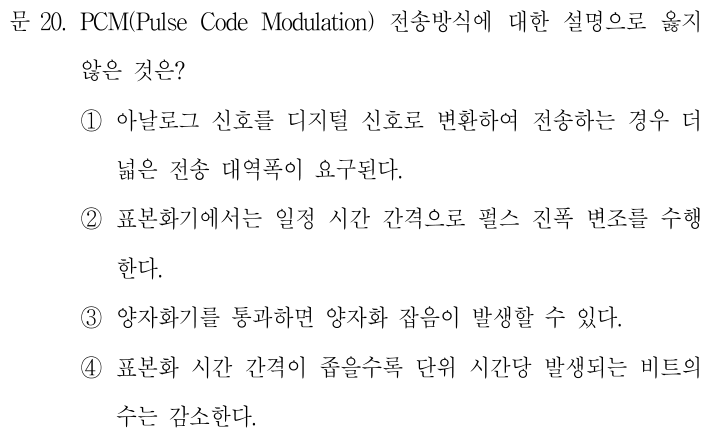 문 20. PCM(Pulse Code Modulation) 전송방식에 대한 설명으로 옳지
않은 것은?
① 아날로그 신호를 디지털 신호로 변환하여 전송하는 경우 더
넓은 전송 대역폭이 요구된다.
② 표본화기에서는 일정 시간 간격으로 펄스 진폭 변조를 수행
한다.
③ 양자화기를 통과하면 양자화 잡음이 발생할 수 있다.
④ 표본화 시간 간격이 좁을수록 단위 시간당 발생되는 비트의
수는 감소한다.